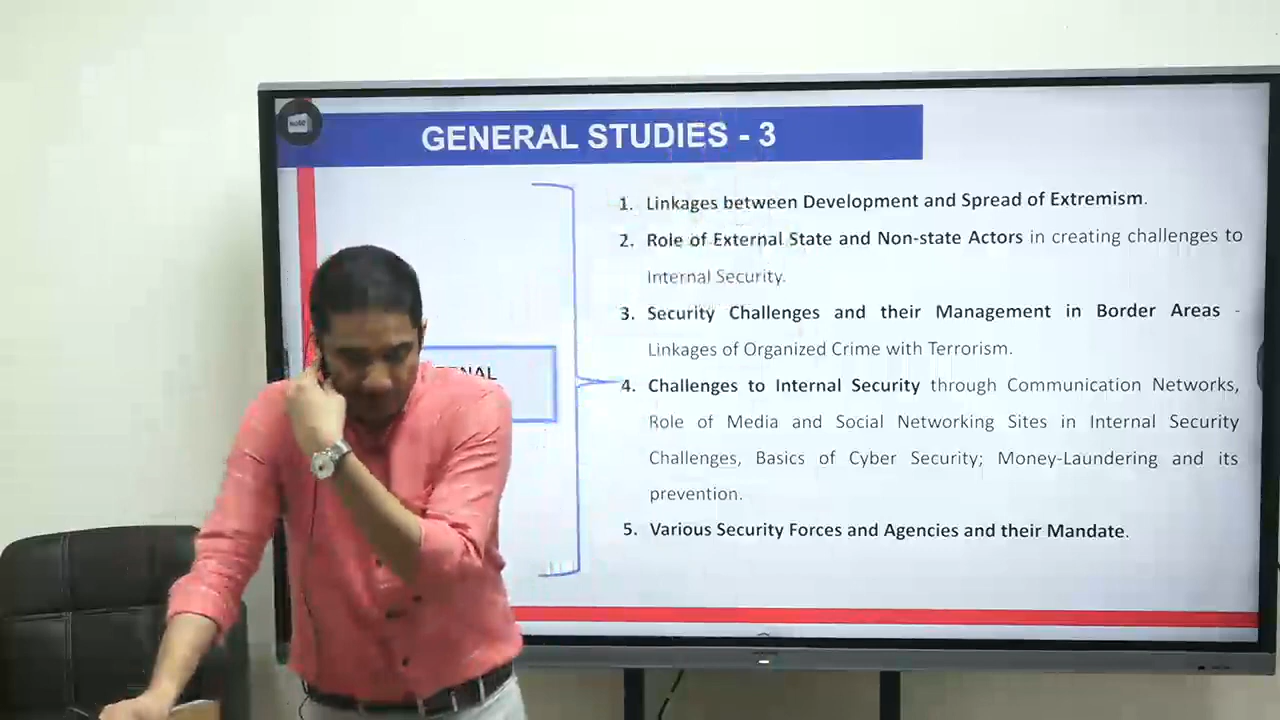 GENERAL STUDIES - 3
1. Linkages between Development and Spread of Extremism.
2. Role of External State and Non-state Actors in creating challenges to
Internal Security.
3. Security Challenges and their Management in Border Areas -
Linkages of Organized Crime with Terrorism.
4. Challenges to Internal Security through Communication Networks,
Role of Media and Social Networking Sites in Internal Security
Challenges, Basics of Cyber Security; Money-Laundering and its
prevention.
5. Various Security Forces and Agencies and their Mandate.